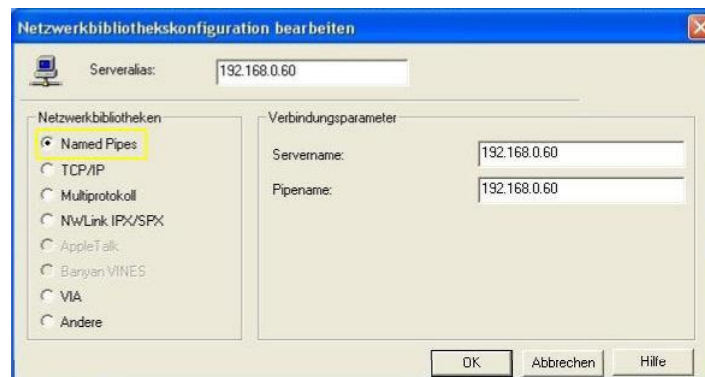 Netzwerkbibliothekskonfiguration bearbeiten
Serveralias:
192.168.0.60
Netzwerkbibliotheken
Named Pipes
TCP/IP
Multiprotokoll
NWLink IPX/SPX
AppleTalk
Banyan VINES
VIA
Andere
Verbindungsparameter
Servername:
192.168.0.60
Pipename:
192.168.0.60
OK
Abbrechen
Hilfe